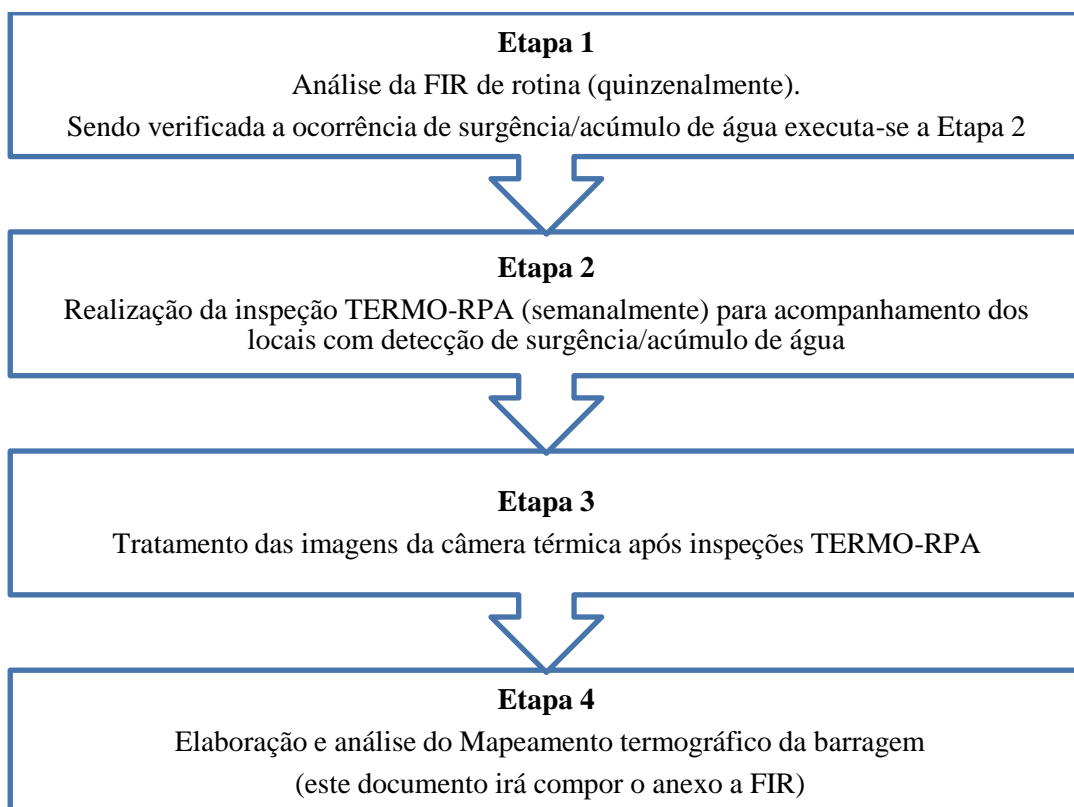 Etapa 1
Análise da FIR de rotina (quinzenalmente).
Sendo verificada a ocorrência de surgência/acúmulo de água executa-se a Etapa 2
Etapa 2
Realização da inspeção TERMO-RPA (semanalmente) para acompanhamento dos
locais com detecção de surgência/acúmulo de água
Etapa 3
Tratamento das imagens da câmera térmica após inspeções TERMO-RPA
Etapa 4
Elaboração e análise do Mapeamento termográfico da barragem
(este documento irá compor o anexo a FIR)